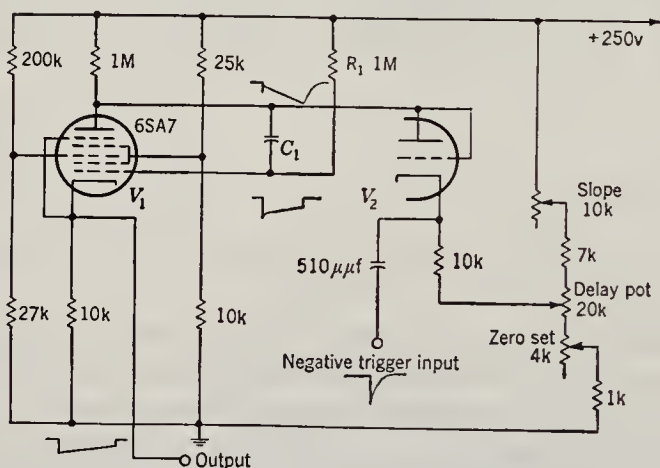 +250v
200k
1M
25k
R₁ 1M
6SA7
C₁
V₁
V₂
Slope
10k
7k
510μμf
10k
Delay pot
20k
27k
10k
10k
Zero set
4k
Negative trigger input
1k
Output